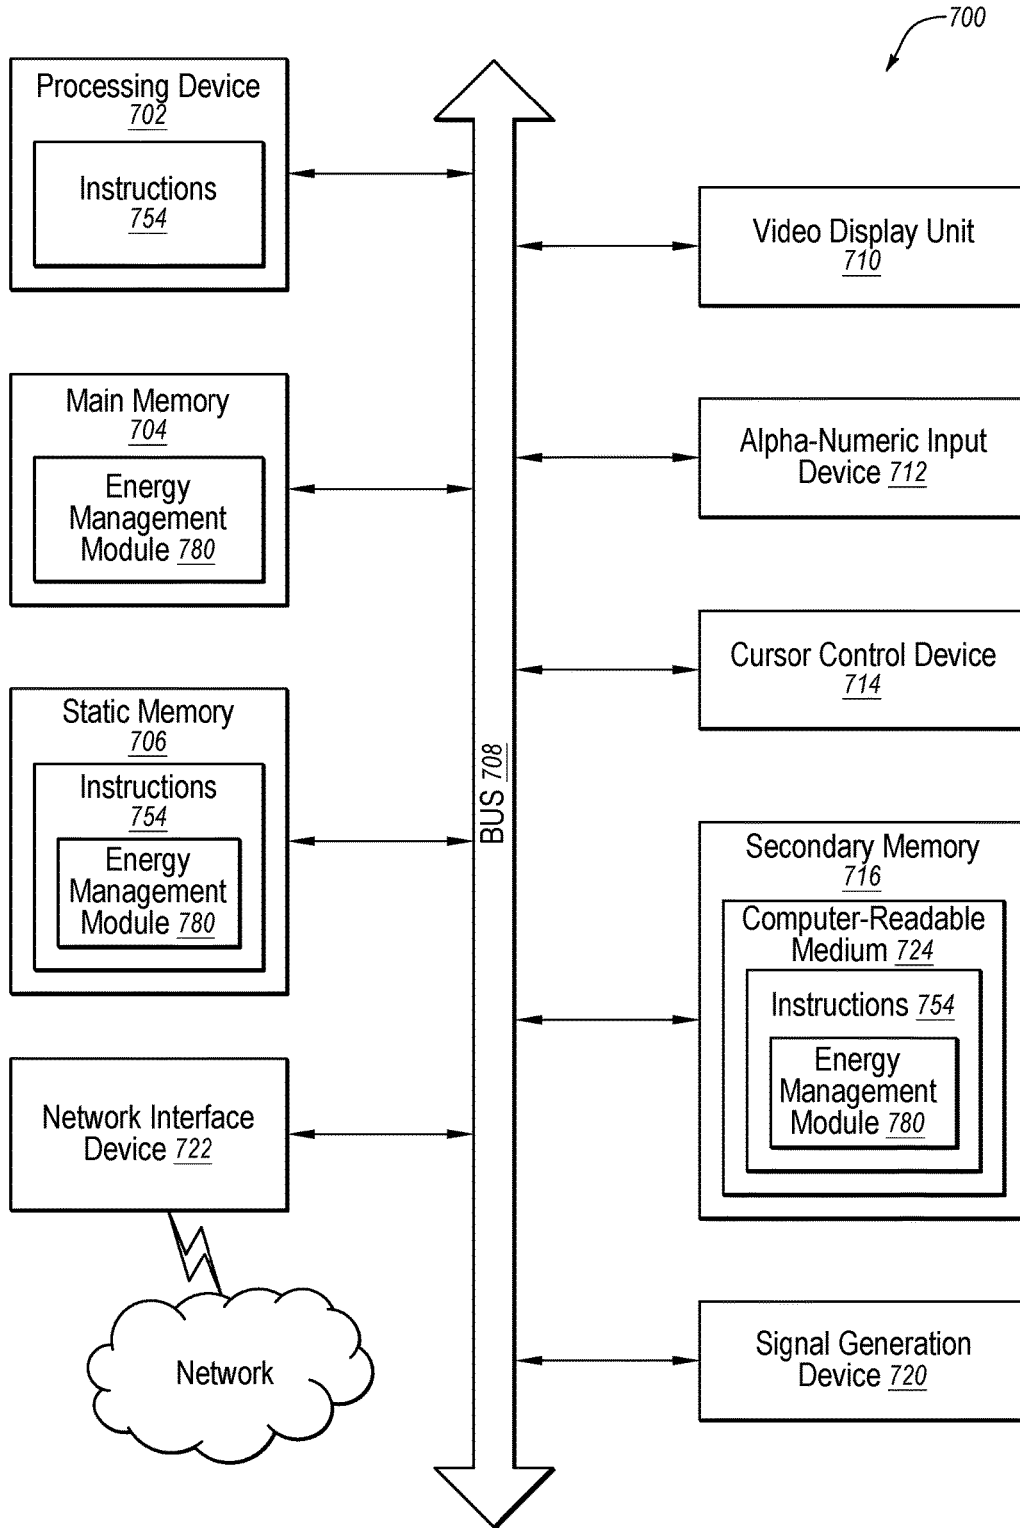 700
Processing Device
702
Instructions
754
Main Memory
704
Energy
Management
Module 780
Static Memory
706
Instructions
754
Energy
Management
Module 780
Network Interface
Device 722
Network
BUS 708
Video Display Unit
710
Alpha-Numeric Input
Device 712
Cursor Control Device
714
Secondary Memory
716
Computer-Readable
Medium 724
Instructions 754
Energy
Management
Module 780
Signal Generation
Device 720